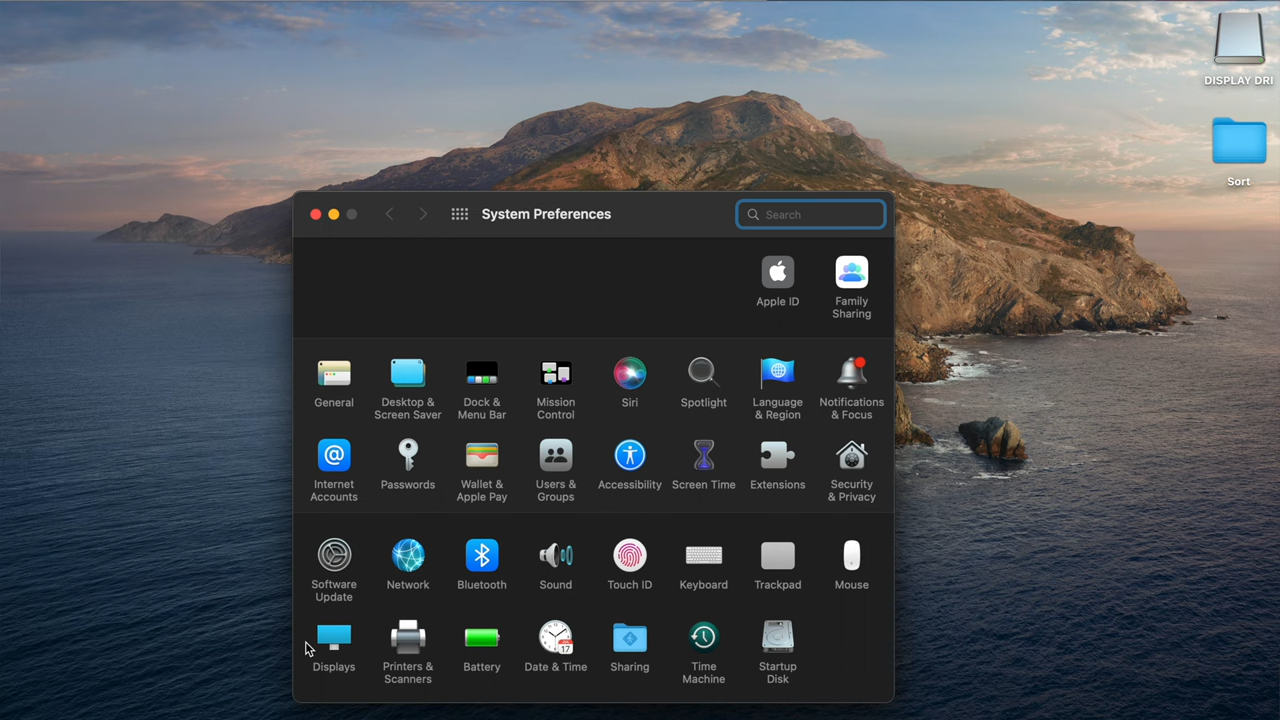 DISPLAY DRI
Sort
System Preferences
Search
Apple ID
Family
Sharing
General
Desktop &
Screen Saver
Dock &
Menu Bar
Mission
Control
Siri
Spotlight
Language
& Region
Notifications
& Focus
Internet
Accounts
Passwords
Wallet &
Apple Pay
Users &
Groups
Accessibility
Screen Time
Extensions
Security
& Privacy
Software
Update
Network
Bluetooth
Sound
Touch ID
Keyboard
Trackpad
Mouse
Displays
Printers &
Scanners
Battery
17
Date & Time
Sharing
Time
Machine
Startup
Disk